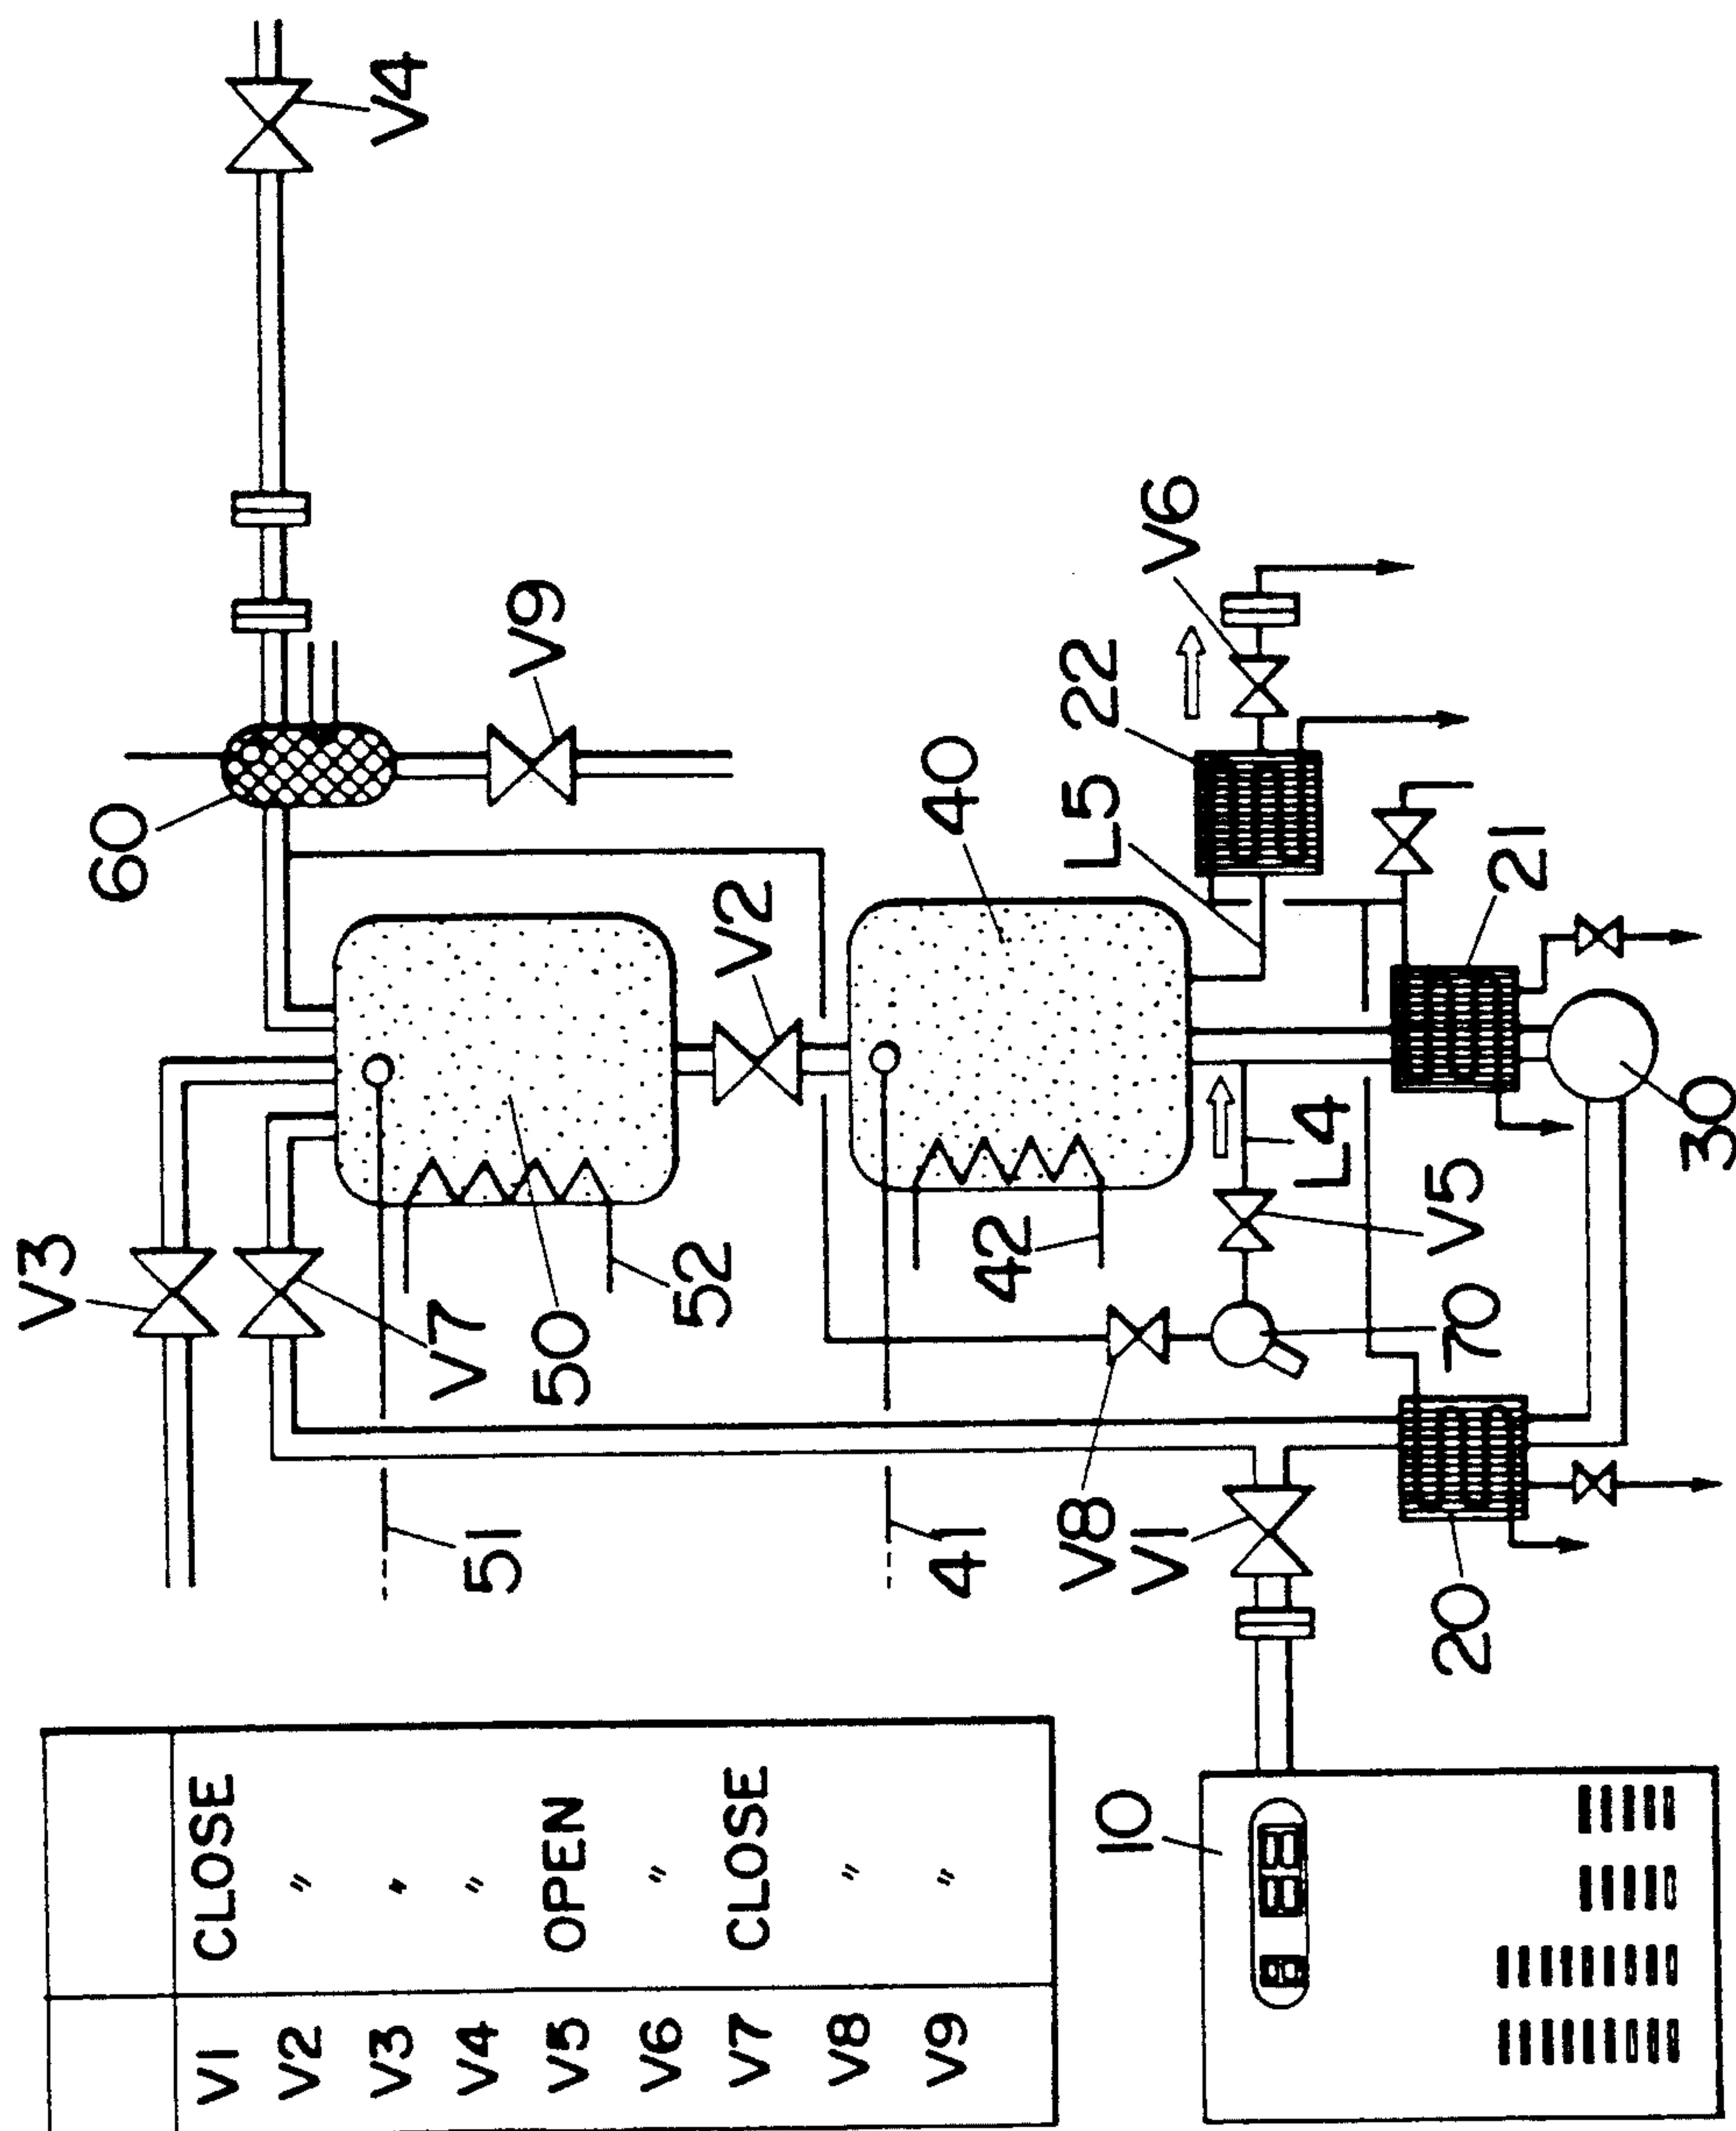 V1 CLOSE
V2 〃
V3 〃
V4 〃
V5 OPEN
V6 〃
V7 CLOSE
V8 〃
V9 〃
V3
60
V4
V7
51
V9
50
52
V2
40
41
42
V8
L5
22
10
V1
V6
L4
V5
20
70
21
30